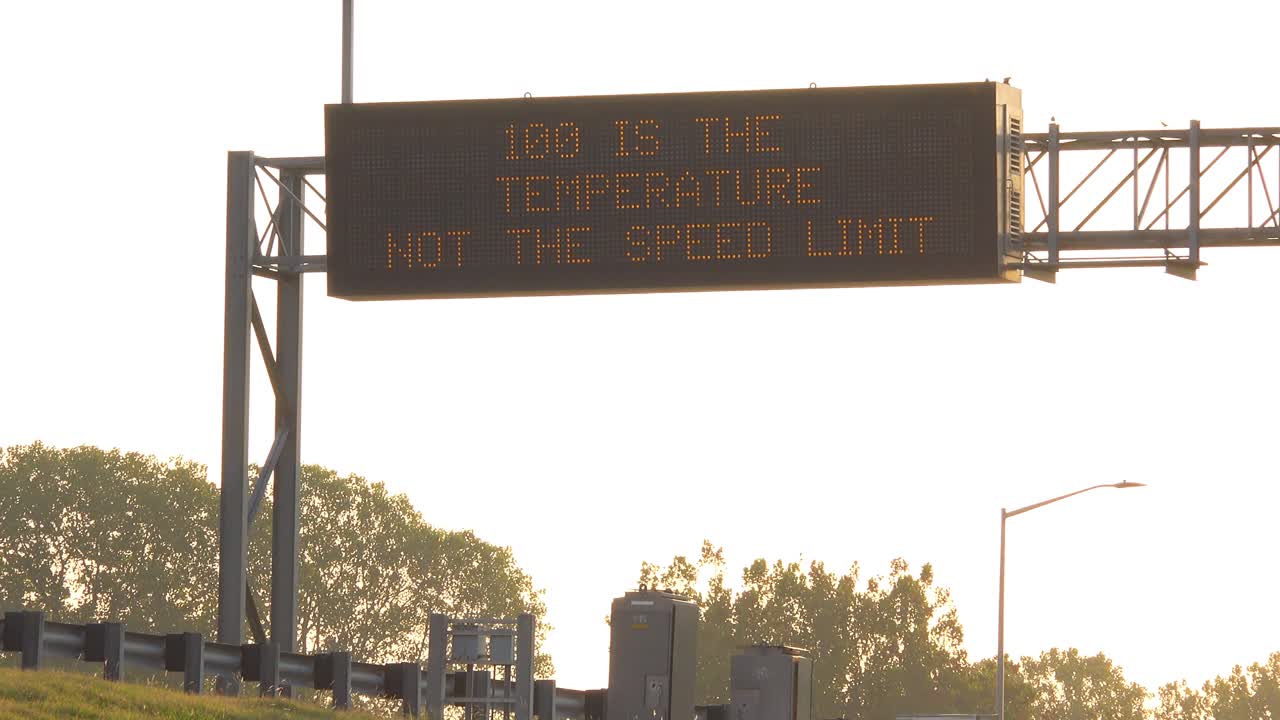 100 IS THE
TEMPERATURE
NOT THE SPEED LIMIT